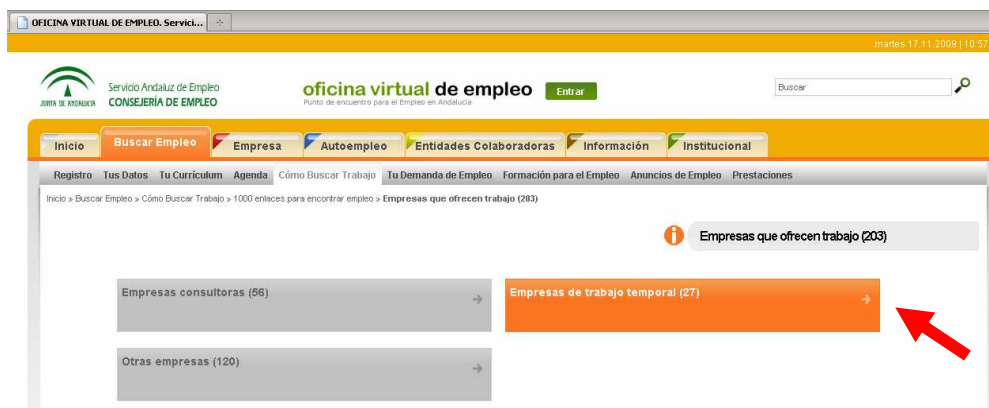 OFICINA VIRTUAL DE EMPLEO. Servici...
martes 17.11.2009 | 10:57
JUNTA DE ANDALUCIA
Servicio Andaluz de Empleo
CONSEJERÍA DE EMPLEO
oficina virtual de empleo
Punto de encuentro para el Empleo en Andalucía
Entrar
Buscar
Inicio Buscar Empleo Empresa Autoempleo Entidades Colaboradoras Información Institucional
Registro Tus Datos Tu Currículum Agenda Cómo Buscar Trabajo Tu Demanda de Empleo Formación para el Empleo Anuncios de Empleo Prestaciones
Inicio » Buscar Empleo » Cómo Buscar Trabajo » 1000 enlaces para encontrar empleo » Empresas que ofrecen trabajo (203)
Empresas que ofrecen trabajo (203)
Empresas consultoras (56)
Empresas de trabajo temporal (27)
Otras empresas (120)